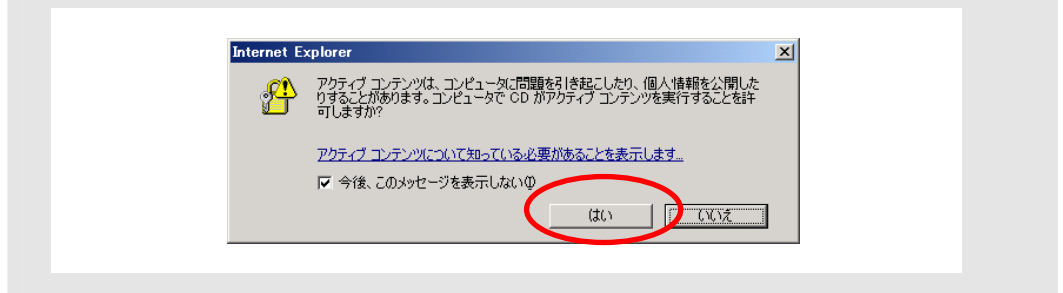 Internet Explorer
アクティブ コンテンツは、コンピュータに問題を引き起こしたり、個人情報を公開した
りすることがあります。コンピュータで CD がアクティブ コンテンツを実行することを許
可しますか?
アクティブ コンテンツについて知っている必要があることを表示します...
今後、このメッセージを表示しない(I)
はい
いいえ